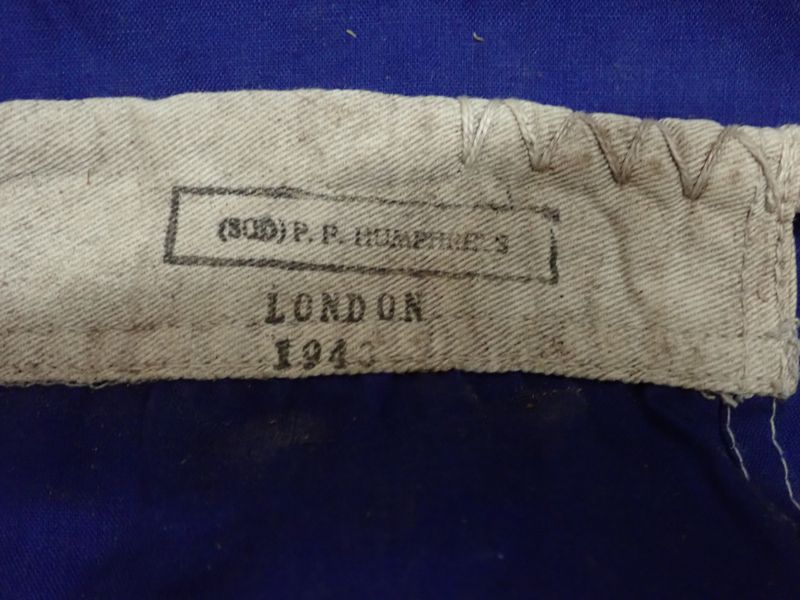 (SGD) P. P. HUMPHREYS
LONDON